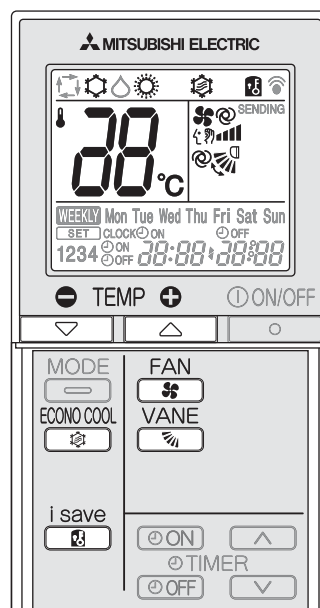 MITSUBISHI ELECTRIC
SENDING
88°C
WEEKLY Mon Tue Wed Thu Fri Sat Sun
SET CLOCK ON OFF
1234 ON OFF 88:88 88:88
TEMP ON/OFF
MODE FAN
ECONO COOL VANE
i save
ON
TIMER
OFF